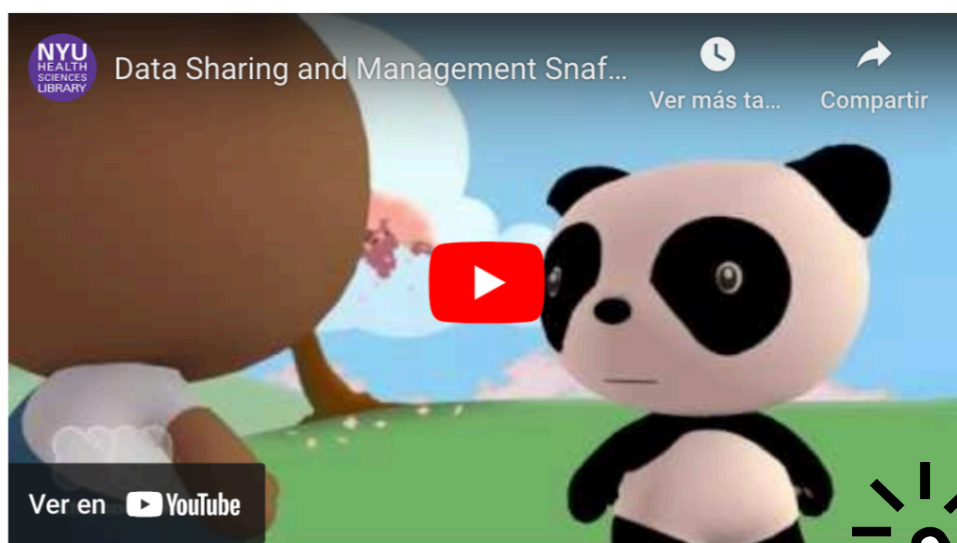 NYU
HEALTH
SCIENCES
LIBRARY
Data Sharing and Management Snaf...
Ver más ta...
Compartir
Ver en YouTube